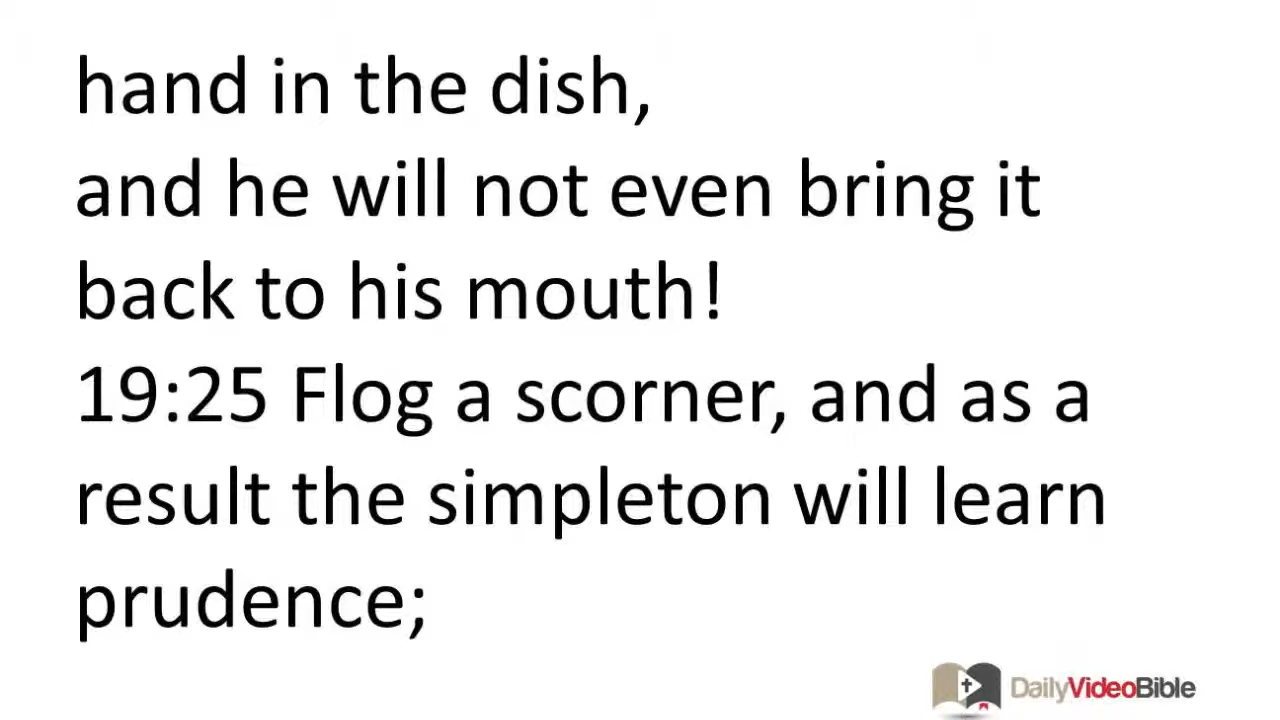 hand in the dish,
and he will not even bring it
back to his mouth!
19:25 Flog a scorner, and as a
result the simpleton will learn
prudence;
DailyVideoBible